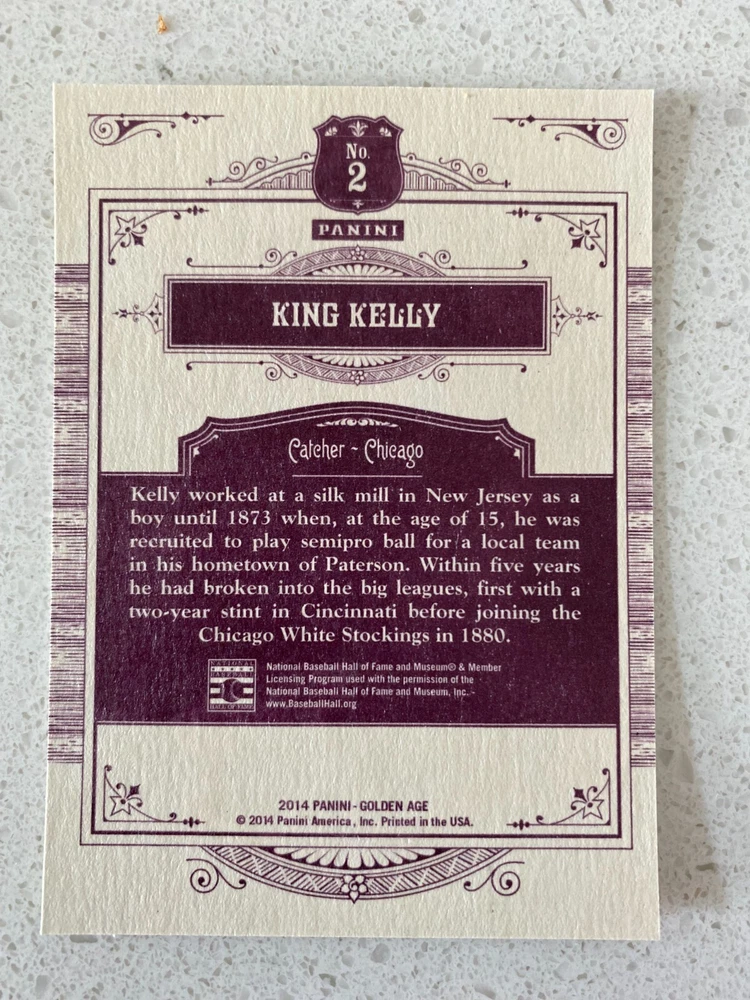 No.
2
PANINI
KING KELLY
Catcher ~ Chicago
Kelly worked at a silk mill in New Jersey as a
boy until 1873 when, at the age of 15, he was
recruited to play semipro ball for a local team
in his hometown of Paterson. Within five years
he had broken into the big leagues, first with a
two-year stint in Cincinnati before joining the
Chicago White Stockings in 1880.
NATIONAL
BASEBALL
HALL OF FAME
National Baseball Hall of Fame and Museum® & Member
Licensing Program used with the permission of the
National Baseball Hall of Fame and Museum, Inc. -
www.BaseballHall.org
2014 PANINI - GOLDEN AGE
© 2014 Panini America, Inc. Printed in the USA.